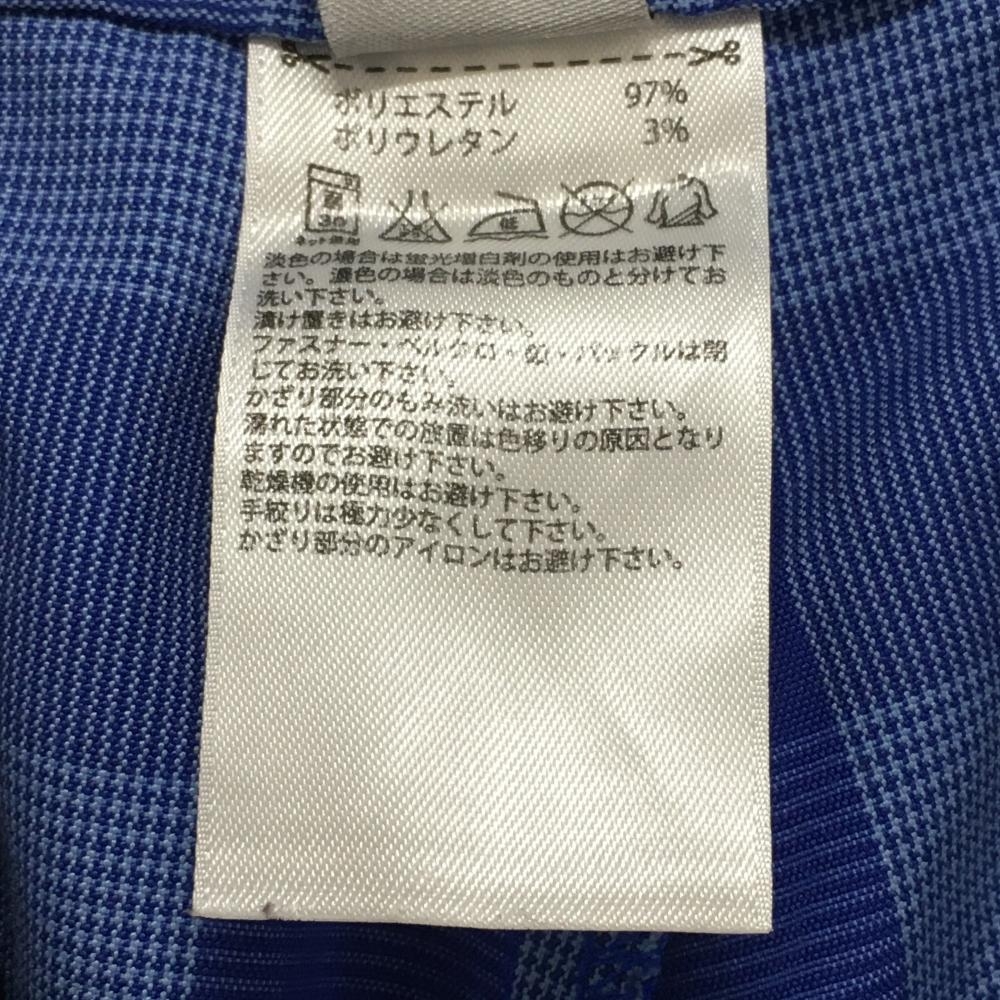 ポリエステル 97%
ポリウレタン 3%
30
ネット使用
低
淡色の場合は蛍光増白剤の使用はお避け下
さい。濃色の場合は淡色のものと分けてお
洗い下さい。
漬け置きはお避け下さい。
ファスナー・ベルクロ・釦・バックルは閉
じてお洗い下さい。
かざり部分のもみ洗いはお避け下さい。
濡れた状態での放置は色移りの原因となり
ますのでお避け下さい。
乾燥機の使用はお避け下さい。
手絞りは極力少なくして下さい。
かざり部分のアイロンはお避け下さい。